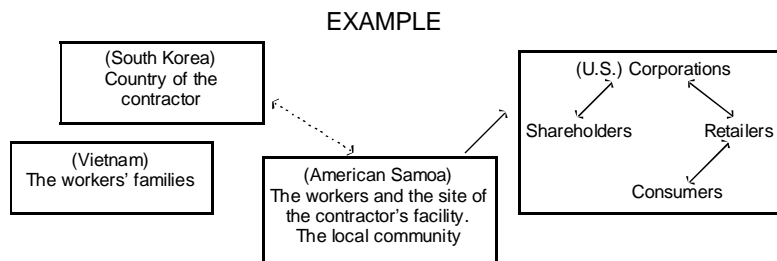 EXAMPLE
(South Korea)
Country of the
contractor
(Vietnam)
The workers’ families
(American Samoa)
The workers and the site of
the contractor’s facility.
The local community
(U.S.) Corporations
Shareholders
Retailers
Consumers